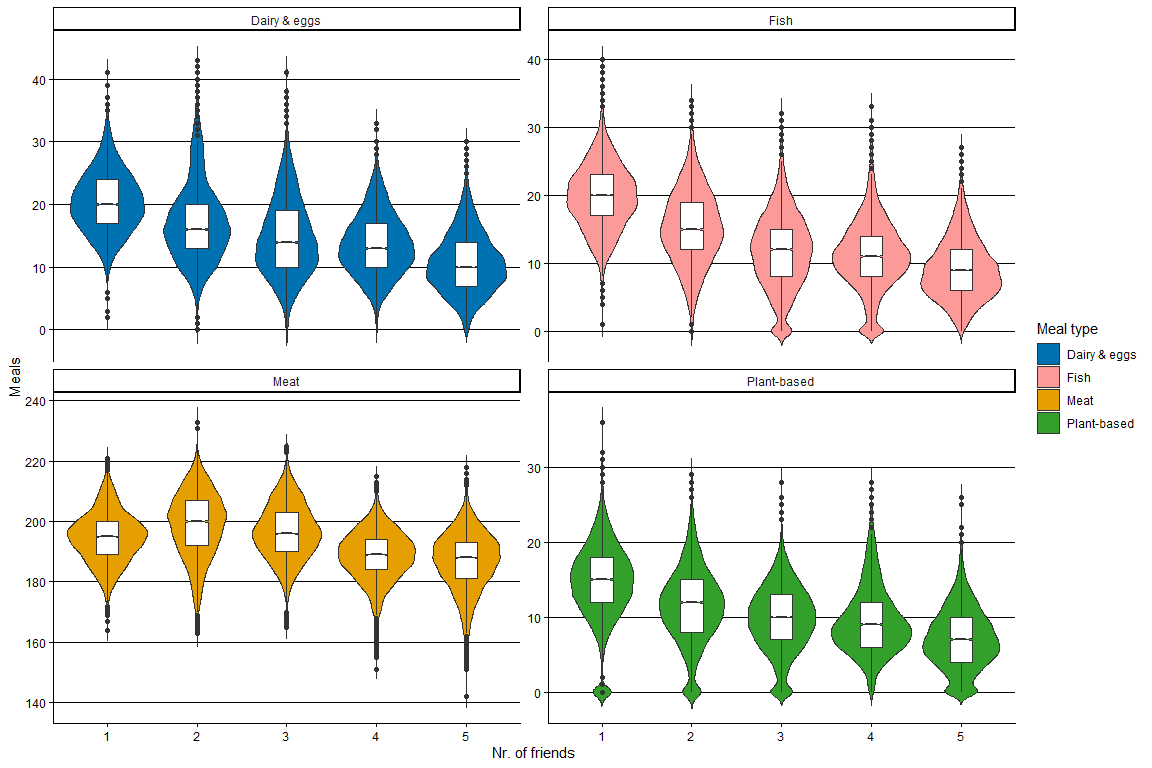 Dairy & eggs
Fish
40
30
20
10
0
40
30
20
10
0
Meals
Meat
Plant-based
240
220
200
180
160
140
30
20
10
0
1 2 3 4 5
1 2 3 4 5
Nr. of friends
Meal type
Dairy & eggs
Fish
Meat
Plant-based